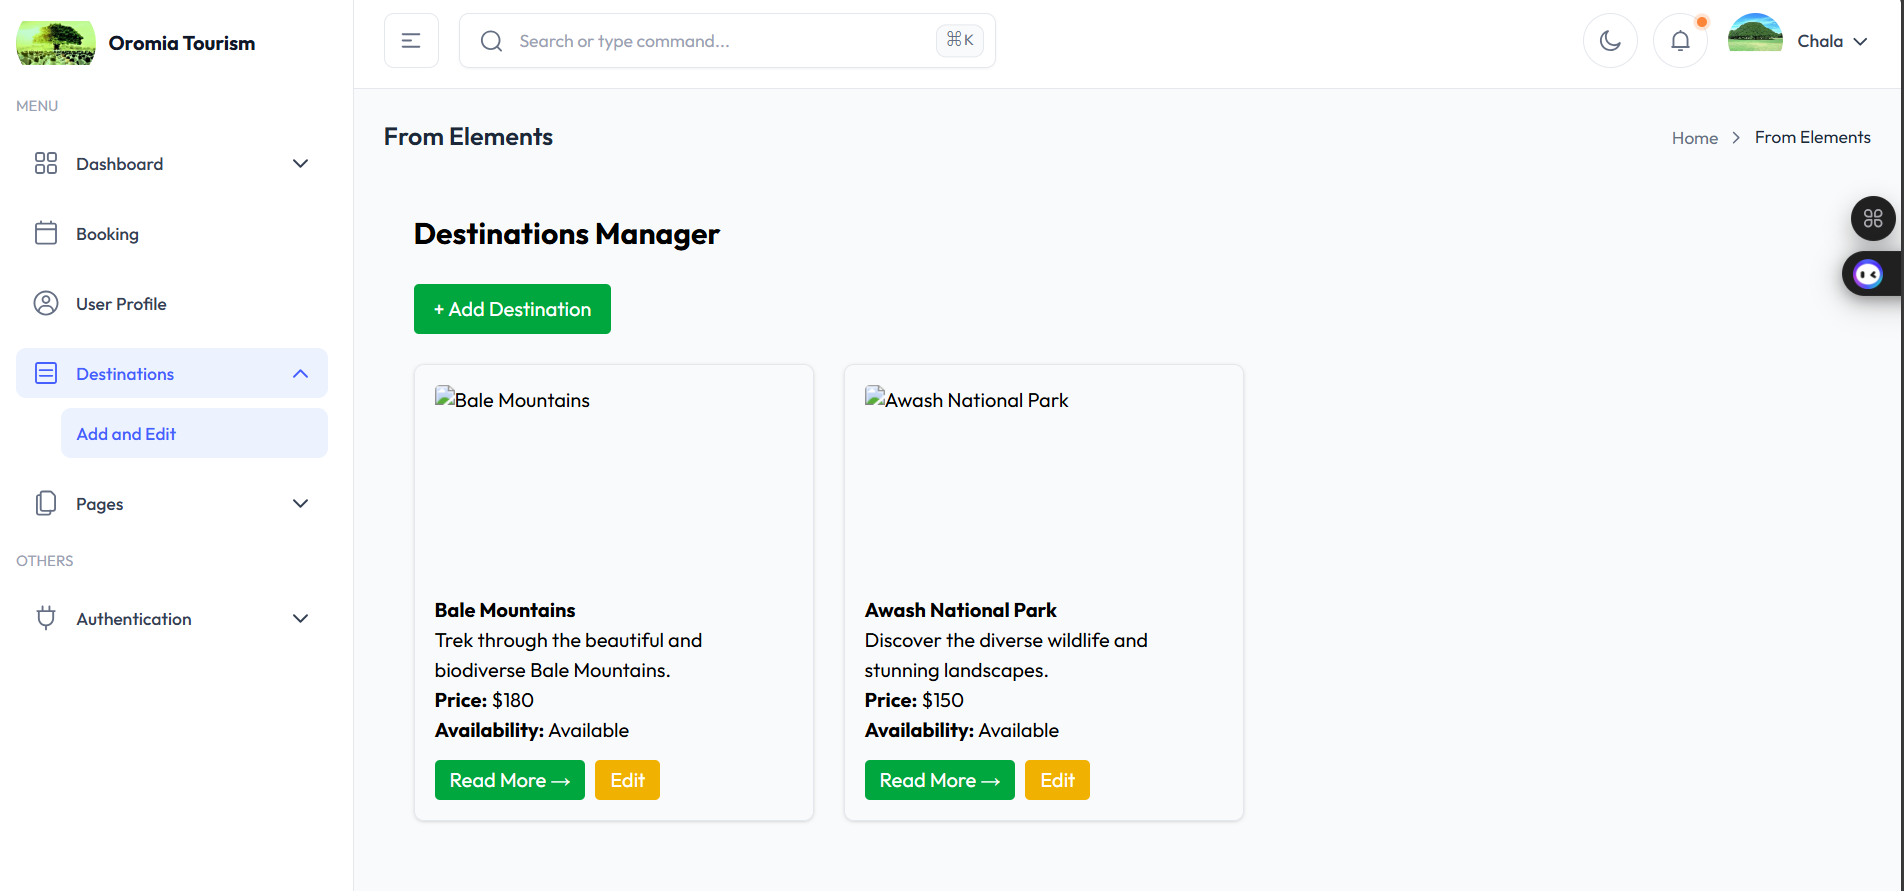 Oromia Tourism
MENU
Dashboard
Booking
User Profile
Destinations
Add and Edit
Pages
OTHERS
Authentication
Search or type command...
⌘K
Chala
From Elements
Home > From Elements
Destinations Manager
+ Add Destination
Bale Mountains
Bale Mountains
Trek through the beautiful and
biodiverse Bale Mountains.
Price: $180
Availability: Available
Read More →
Edit
Awash National Park
Awash National Park
Discover the diverse wildlife and
stunning landscapes.
Price: $150
Availability: Available
Read More →
Edit